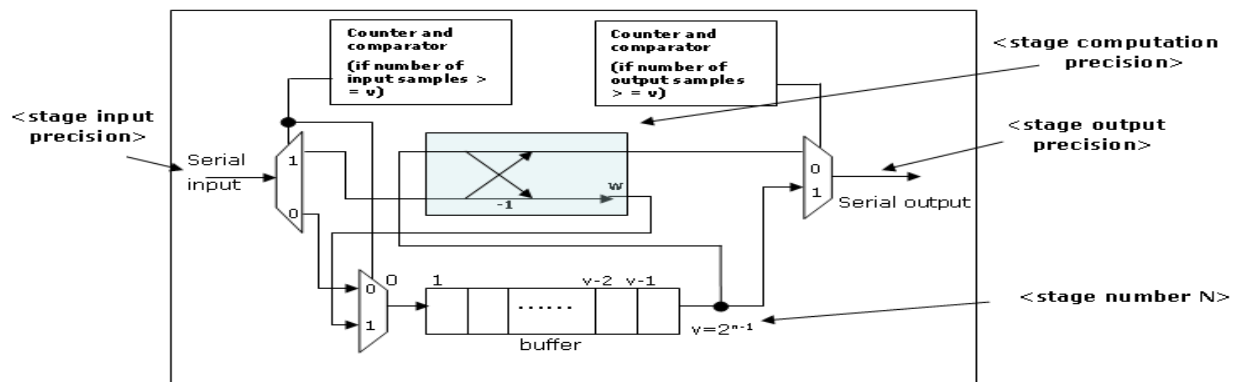 Counter and
comparator
(if number of
input samples >
= v)
Counter and
comparator
(if number of
output samples
> = v)
<stage computation
precision>
<stage input
precision>
<stage output
precision>
Serial
input
1
0
-1
w
0
1
Serial output
0
1
0
1
......
v-2 v-1
v=2ⁿ⁻¹
buffer
<stage number N>